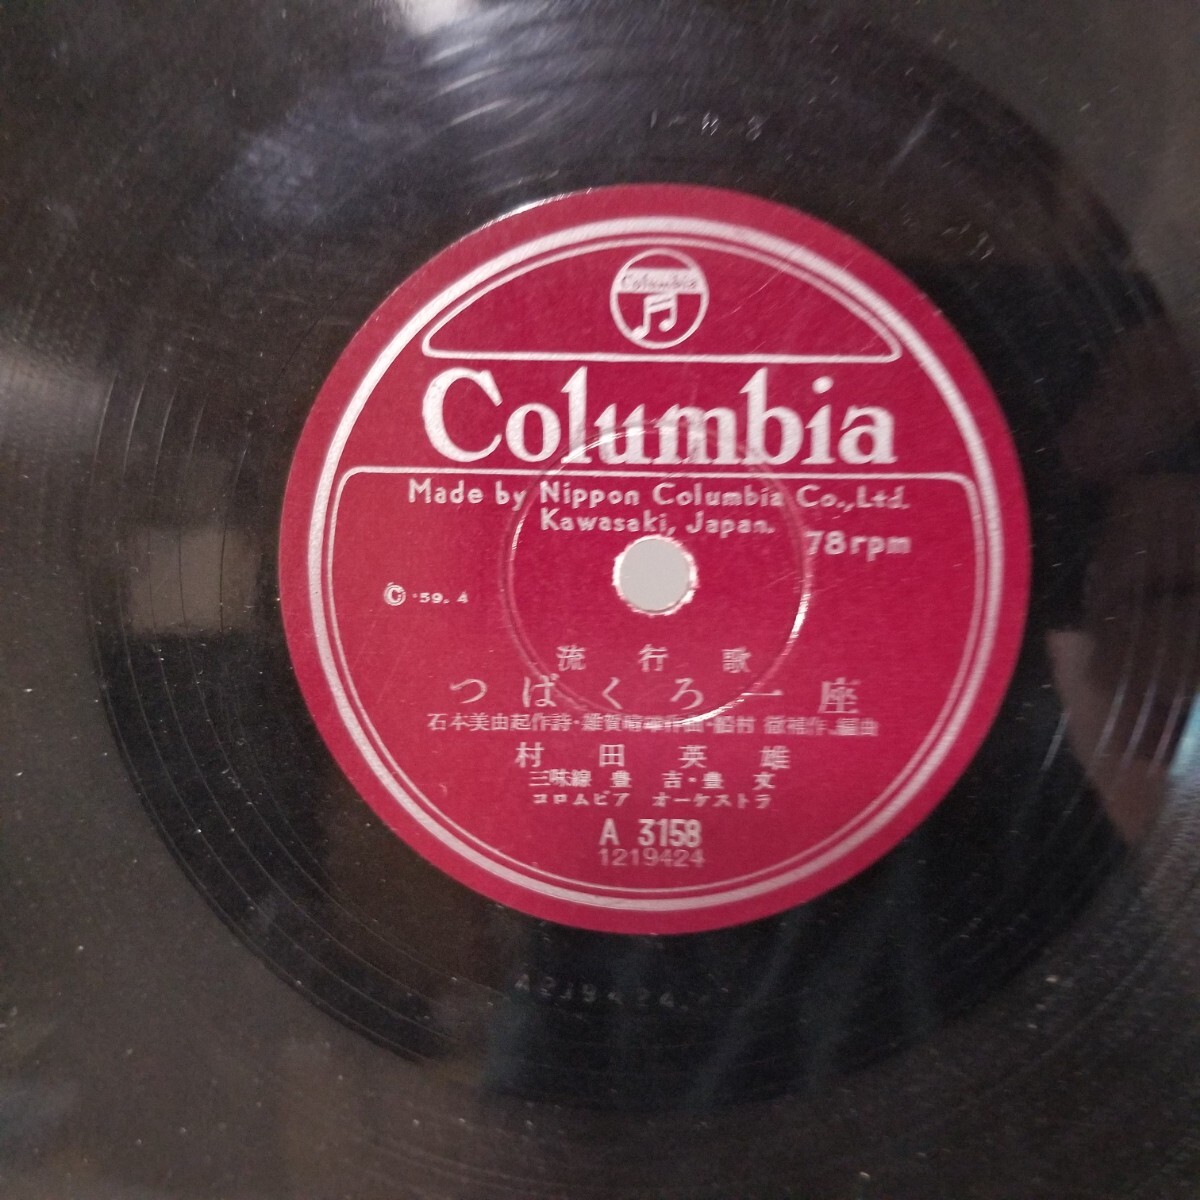 Columbia
Columbia
Made by Nippon Columbia Co., Ltd.
Kawasaki, Japan.
78rpm
Ⓒ '59. 4
流行歌
つばくろ一座
石本美由起作詩・雑賀晴雄作曲・船村 徹補作、編曲
村田英雄
三味線 豊 吉・豊 文
コロムビア オーケストラ
A 3158
1219424